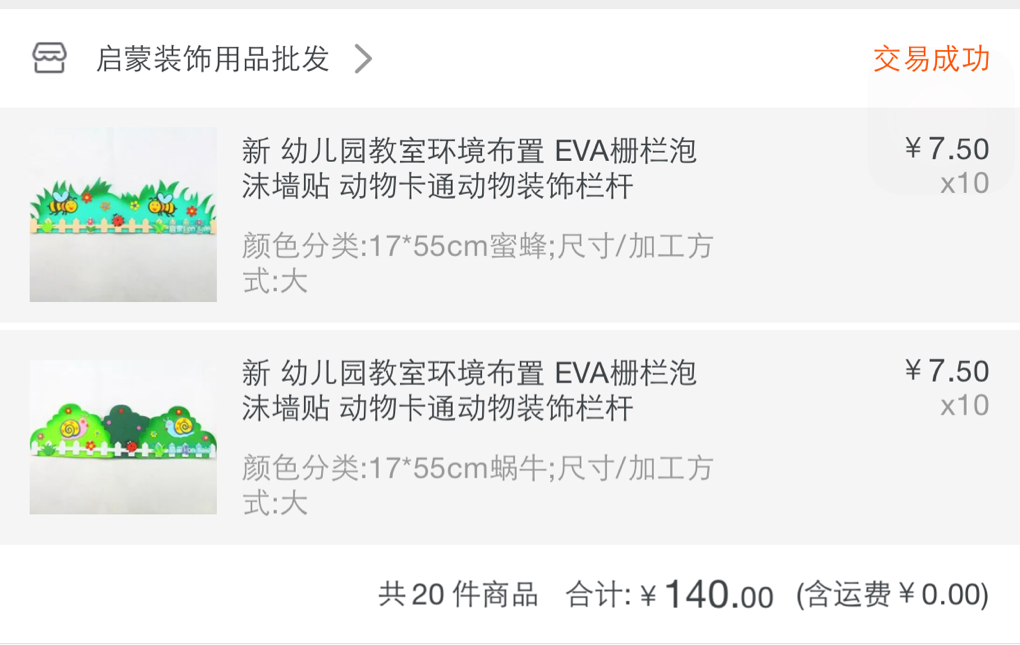 启蒙装饰用品批发
交易成功
新 幼儿园教室环境布置 EVA栅栏泡
沫墙贴 动物卡通动物装饰栏杆
￥7.50
x10
颜色分类:17*55cm蜜蜂;尺寸/加工方
式:大
新 幼儿园教室环境布置 EVA栅栏泡
沫墙贴 动物卡通动物装饰栏杆
￥7.50
x10
颜色分类:17*55cm蜗牛;尺寸/加工方
式:大
共20件商品 合计:￥140.00 (含运费￥0.00)